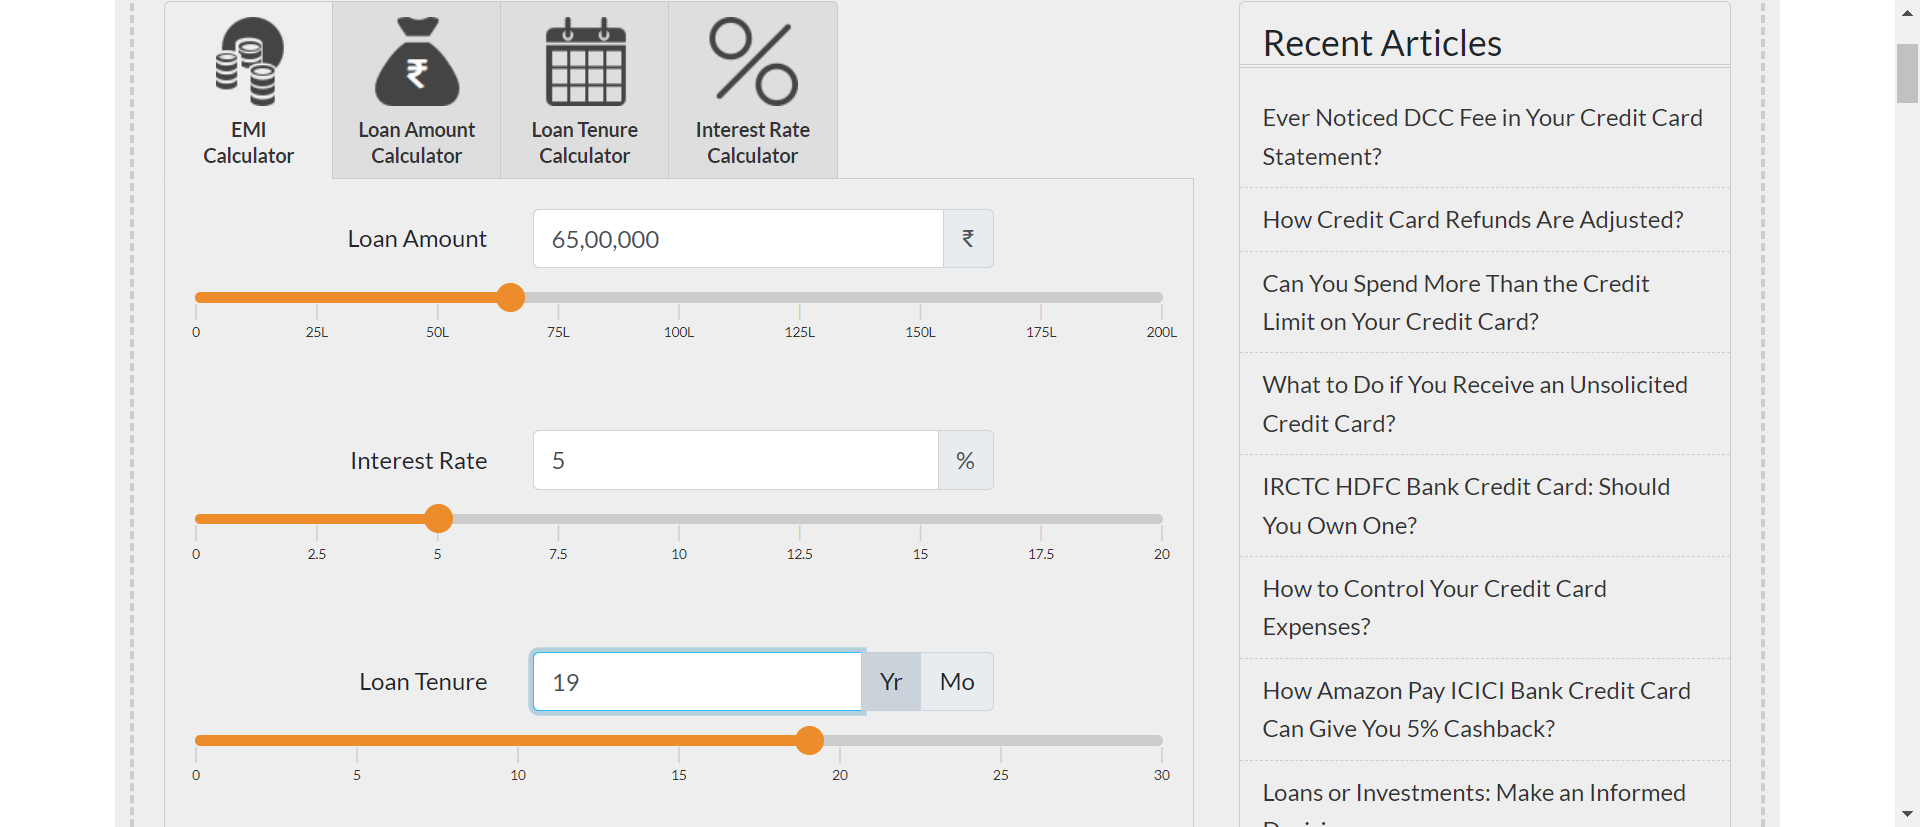 EMI
Calculator
₹
Loan Amount
Calculator
Loan Tenure
Calculator
Interest Rate
Calculator
Loan Amount
65,00,000
₹
0 25L 50L 75L 100L 125L 150L 175L 200L
Interest Rate
5
%
0 2.5 5 7.5 10 12.5 15 17.5 20
Loan Tenure
19
Yr
Mo
0 5 10 15 20 25 30
Recent Articles
Ever Noticed DCC Fee in Your Credit Card
Statement?
How Credit Card Refunds Are Adjusted?
Can You Spend More Than the Credit
Limit on Your Credit Card?
What to Do if You Receive an Unsolicited
Credit Card?
IRCTC HDFC Bank Credit Card: Should
You Own One?
How to Control Your Credit Card
Expenses?
How Amazon Pay ICICI Bank Credit Card
Can Give You 5% Cashback?
Loans or Investments: Make an Informed